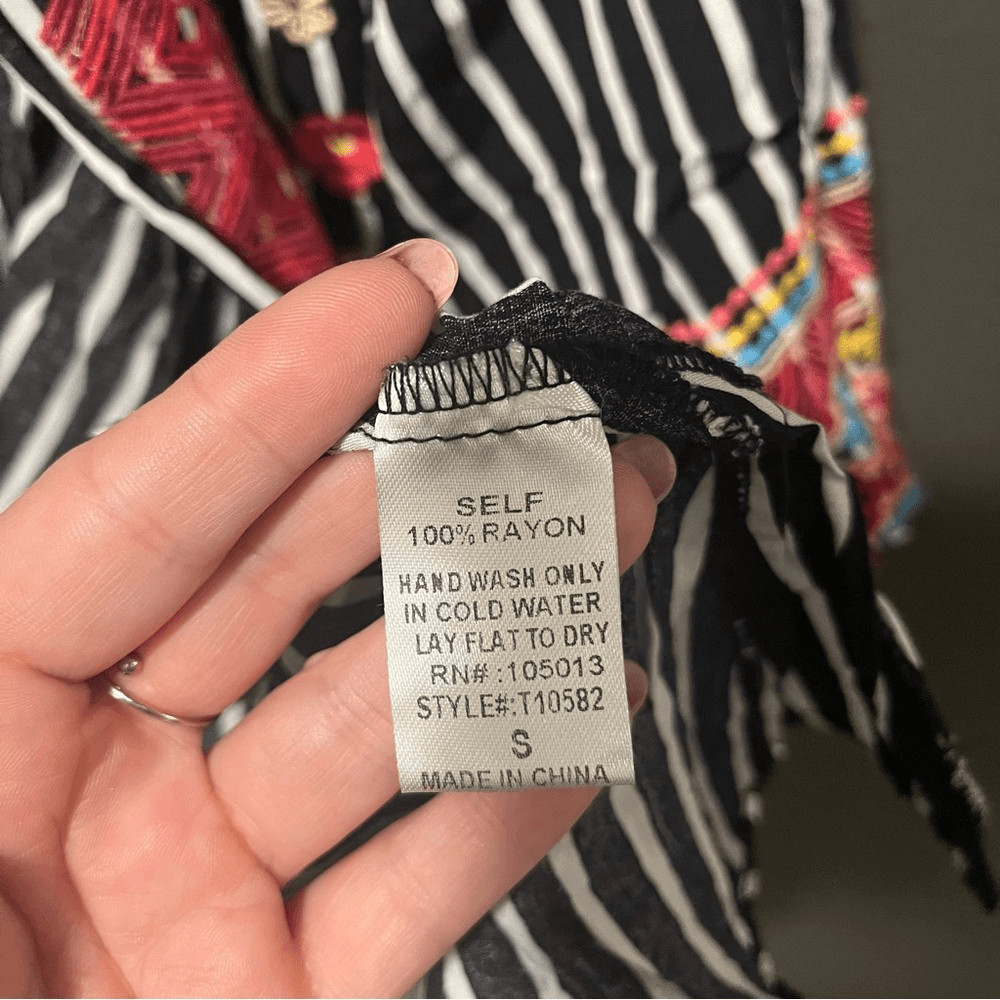 SELF
100% RAYON
HAND WASH ONLY
IN COLD WATER
LAY FLAT TO DRY
RN#:105013
STYLE#:T10582
S
MADE IN CHINA